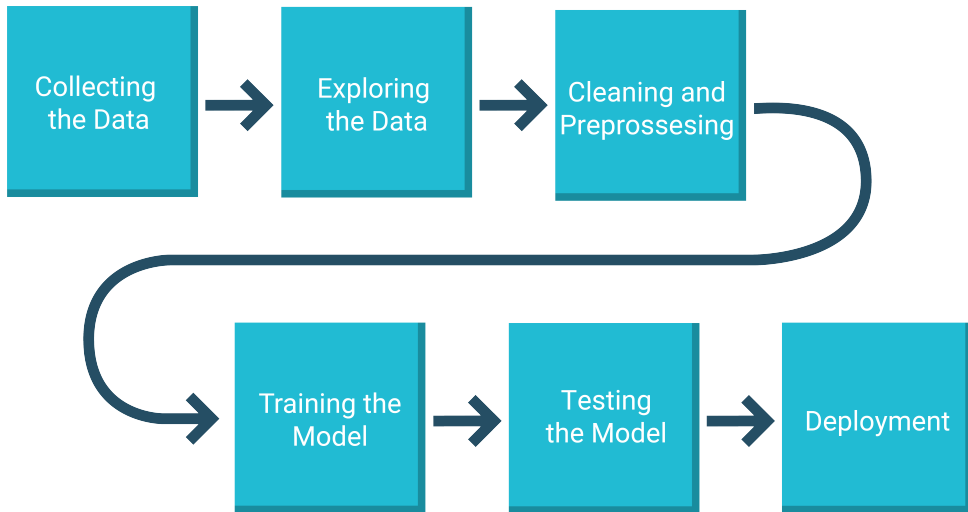 Collecting
the Data
Exploring
the Data
Cleaning and
Preprossesing
Training the
Model
Testing
the Model
Deployment